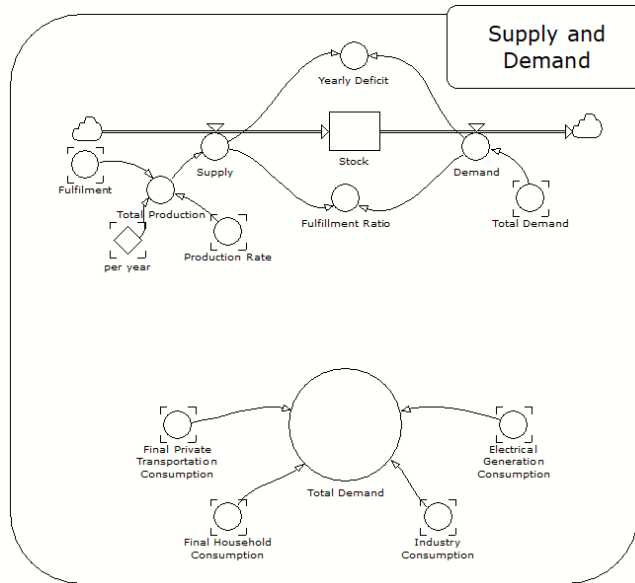 Supply and
Demand
Yearly Deficit
Supply
Stock
Demand
Fulfilment
Total Production
Fulfillment Ratio
Total Demand
per year
Production Rate
Final Private
Transportation
Consumption
Electrical
Generation
Consumption
Total Demand
Final Household
Consumption
Industry
Consumption